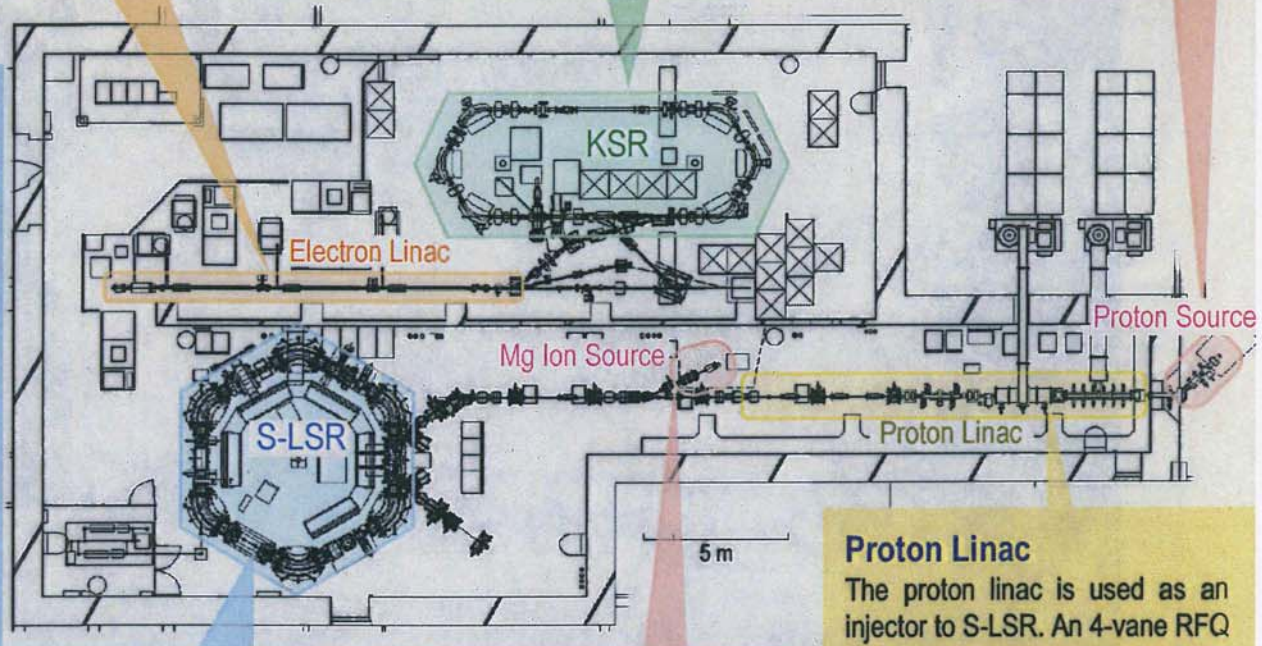 KSR
Electron Linac
Proton Source
Mg Ion Source
S-LSR
Proton Linac
5 m
Proton Linac
The proton linac is used as an
injector to S-LSR. An 4-vane RFQ